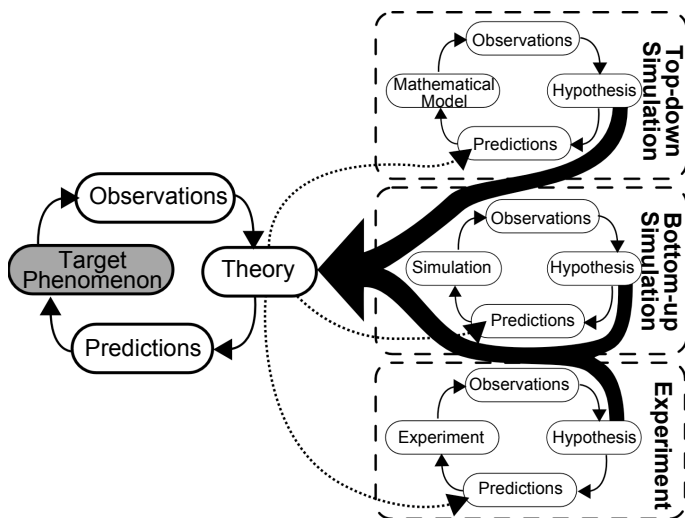 Observations
Target
Phenomenon
Theory
Predictions
Observations
Mathematical
Model
Hypothesis
Predictions
Top-down
Simulation
Observations
Simulation
Hypothesis
Predictions
Bottom-up
Simulation
Observations
Experiment
Hypothesis
Predictions
Experiment